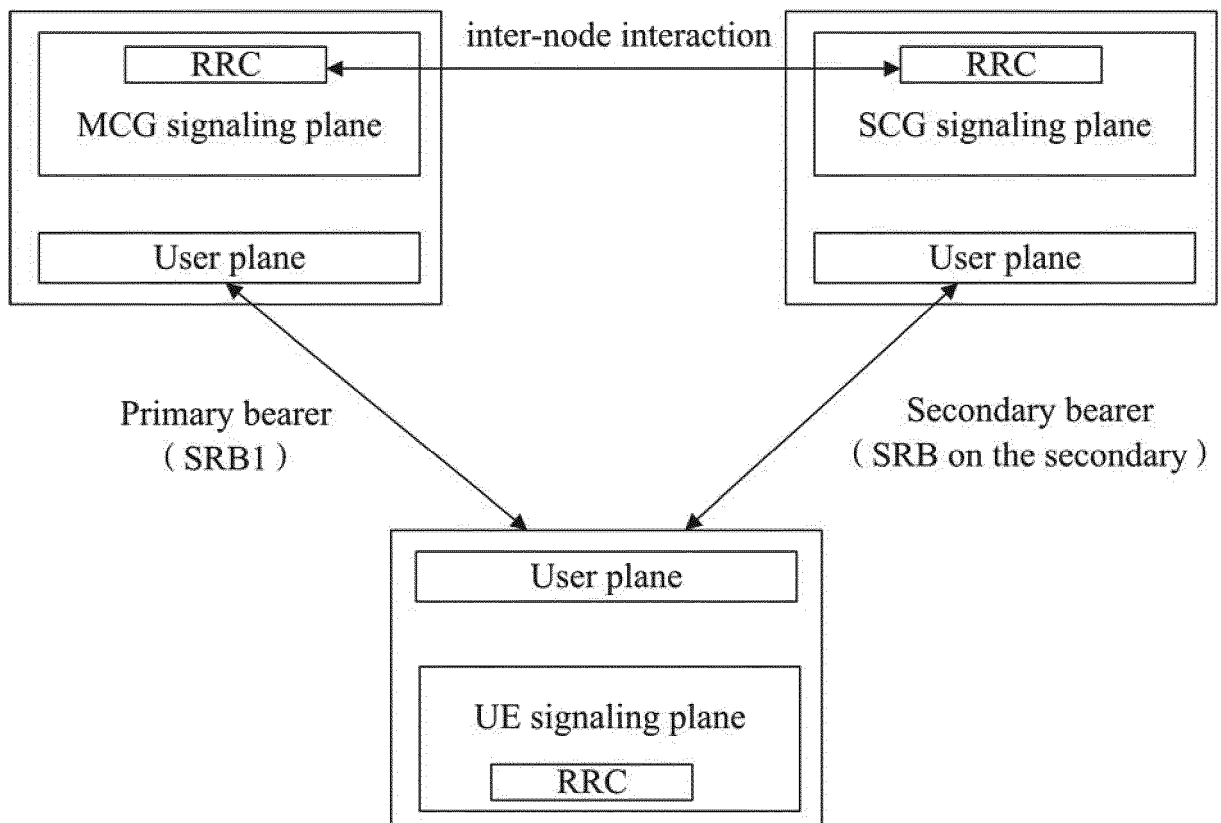 inter-node interaction
RRC
MCG signaling plane
User plane
RRC
SCG signaling plane
User plane
Primary bearer
( SRB1 )
Secondary bearer
( SRB on the secondary )
User plane
UE signaling plane
RRC